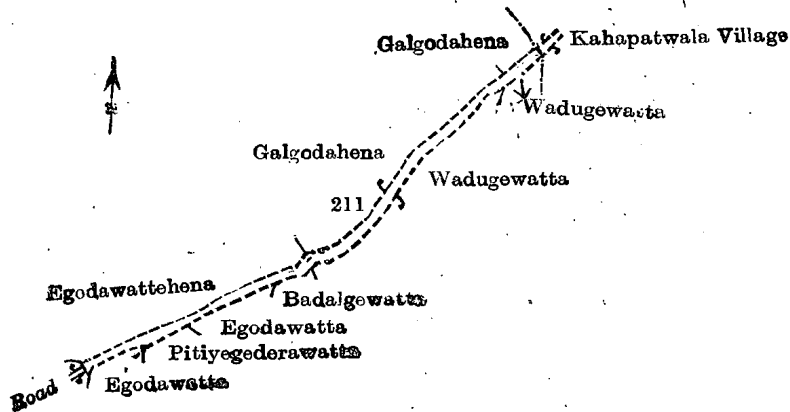 Galgodahena
Kahapatwala Village
Wadugewatta
Galgodahena
Wadugewatta
211
Egodawattehena
Badalgewatta
Egodawatta
Pitiyegederawatta
Road
Egodawatta